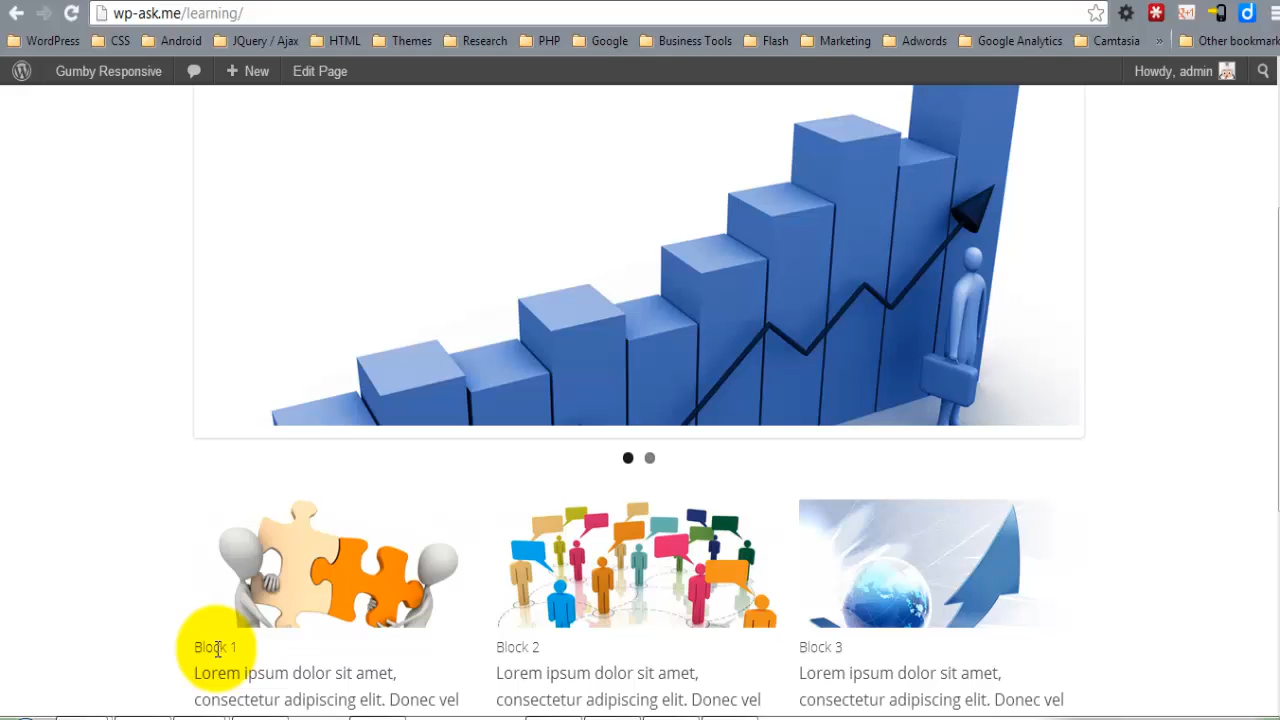 wp-ask.me/learning/
WordPress CSS Android JQuery / Ajax HTML Themes Research PHP Google Business Tools Flash Marketing Adwords Google Analytics Camtasia » Other bookmark
Gumby Responsive New Edit Page Howdy, admin
Block 1 Block 2 Block 3
Lorem ipsum dolor sit amet, Lorem ipsum dolor sit amet, Lorem ipsum dolor sit amet,
consectetur adipiscing elit. Donec vel consectetur adipiscing elit. Donec vel consectetur adipiscing elit. Donec vel